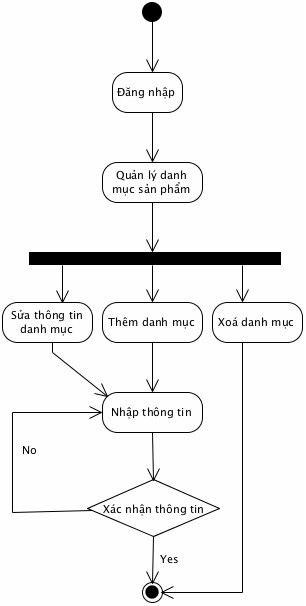 Đăng nhập
Quản lý danh
mục sản phẩm
Sửa thông tin
danh mục
Thêm danh mục
Xoá danh mục
Nhập thông tin
No
Xác nhận thông tin
Yes